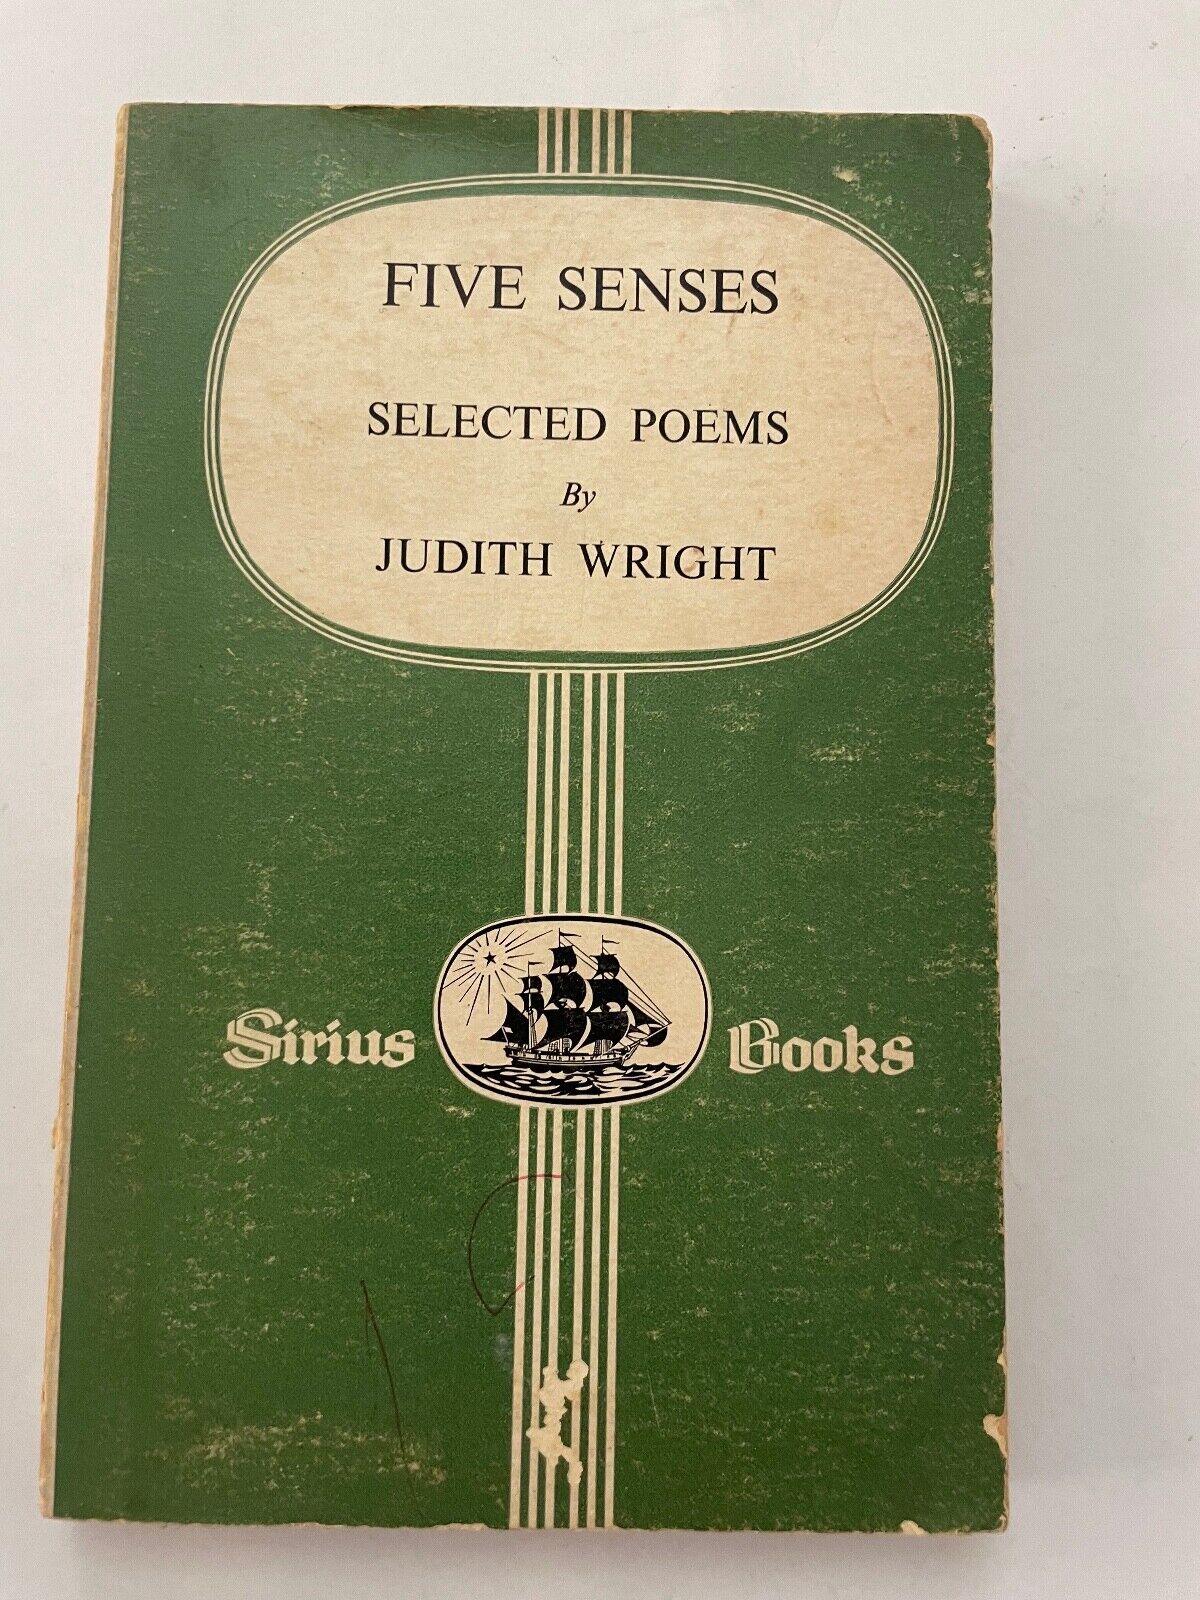 FIVE SENSES
SELECTED POEMS
By
JUDITH WRIGHT
Sirius Books